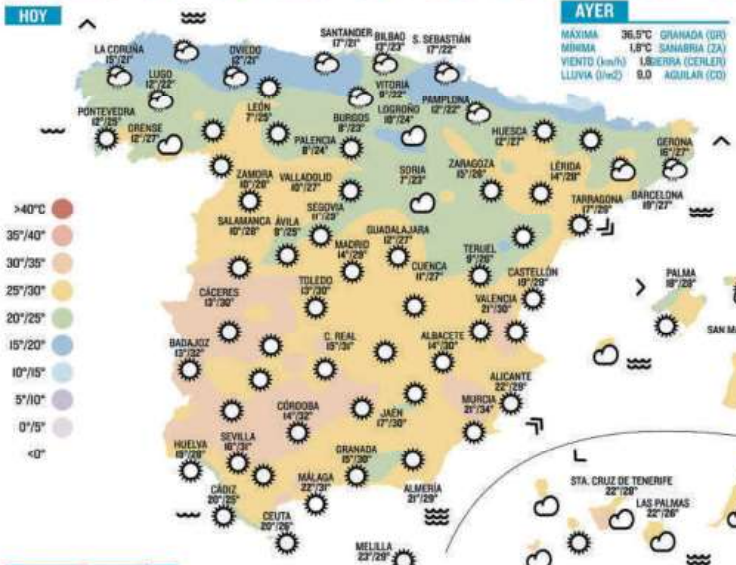 HOY
AYER
MÁXIMA 36,5°C GRANADA (GR)
MÍNIMA 1,8°C SANABRIA (ZA)
VIENTO (km/h) (CERLER)
LLUVIA (l/m2) 0,0 AGUILAR (CO)
SANTANDER
17°/21°
BILBAO
13°/23°
S. SEBASTIÁN
17°/22°
LA CORUÑA
15°/21°
OVIEDO
12°/21°
LUGO
12°/22°
VITORIA
9°/22°
PAMPLONA
12°/22°
LEÓN
7°/25°
BURGOS
8°/23°
LOGROÑO
10°/24°
PONTEVEDRA
12°/25°
ORENSE
12°/27°
PALENCIA
8°/24°
HUESCA
12°/27°
GERONA
16°/27°
ZAMORA
10°/28°
VALLADOLID
10°/27°
SORIA
7°/23°
ZARAGOZA
15°/28°
LÉRIDA
14°/28°
BARCELONA
19°/27°
TARRAGONA
17°/28°
SALAMANCA
10°/28°
ÁVILA
8°/25°
SEGOVIA
11°/25°
GUADALAJARA
12°/27°
MADRID
14°/29°
TERUEL
9°/26°
CUENCA
11°/27°
CASTELLÓN
19°/29°
CÁCERES
13°/30°
TOLEDO
13°/30°
VALENCIA
21°/30°
PALMA
18°/28°
SAN
BADAJOZ
13°/32°
C. REAL
15°/31°
ALBACETE
14°/30°
ALICANTE
22°/29°
MURCIA
21°/34°
CÓRDOBA
14°/32°
JAÉN
17°/30°
HUELVA
19°/28°
SEVILLA
16°/31°
GRANADA
15°/30°
CÁDIZ
20°/25°
MÁLAGA
22°/31°
ALMERÍA
21°/29°
CEUTA
20°/26°
MELILLA
23°/29°
STA. CRUZ DE TENERIFE
22°/28°
LAS PALMAS
22°/26°
>40°C
35°/40°
30°/35°
25°/30°
20°/25°
15°/20°
10°/15°
5°/10°
0°/5°
<0°